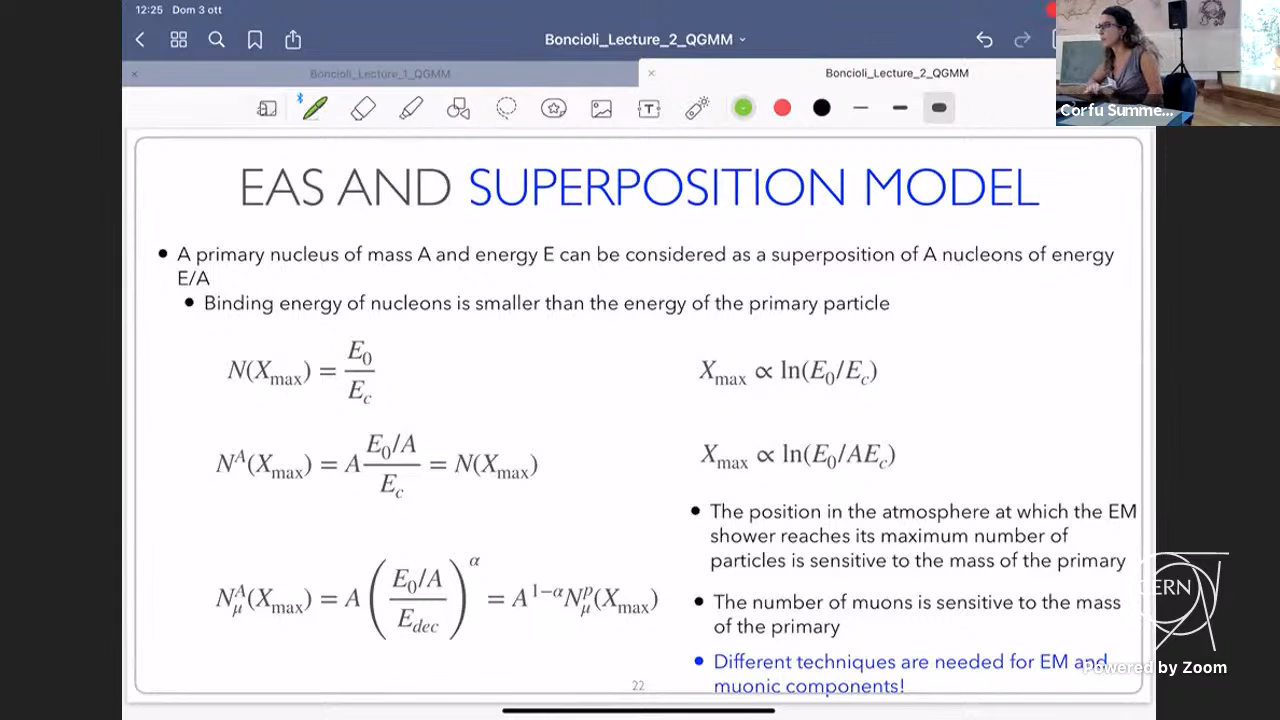 12:25 Dom 3 ott
Boncioli_Lecture_2_QGMM
Boncioli_Lecture_1_QGMM
Boncioli_Lecture_2_QGMM
Corfu Summe...
EAS AND SUPERPOSITION MODEL
• A primary nucleus of mass A and energy E can be considered as a superposition of A nucleons of energy
E/A
• Binding energy of nucleons is smaller than the energy of the primary particle
N(X_max) = E_0/E_c
X_max ∝ ln(E_0/E_c)
N^A(X_max) = A (E_0/A)/E_c = N(X_max)
X_max ∝ ln(E_0/AE_c)
• The position in the atmosphere at which the EM
shower reaches its maximum number of
particles is sensitive to the mass of the primary
N_μ^A(X_max) = A ((E_0/A)/E_dec)^α = A^{1−α} N_μ^p(X_max)
• The number of muons is sensitive to the mass
of the primary
• Different techniques are needed for EM and
muonic components!
22
CERN
Powered by Zoom